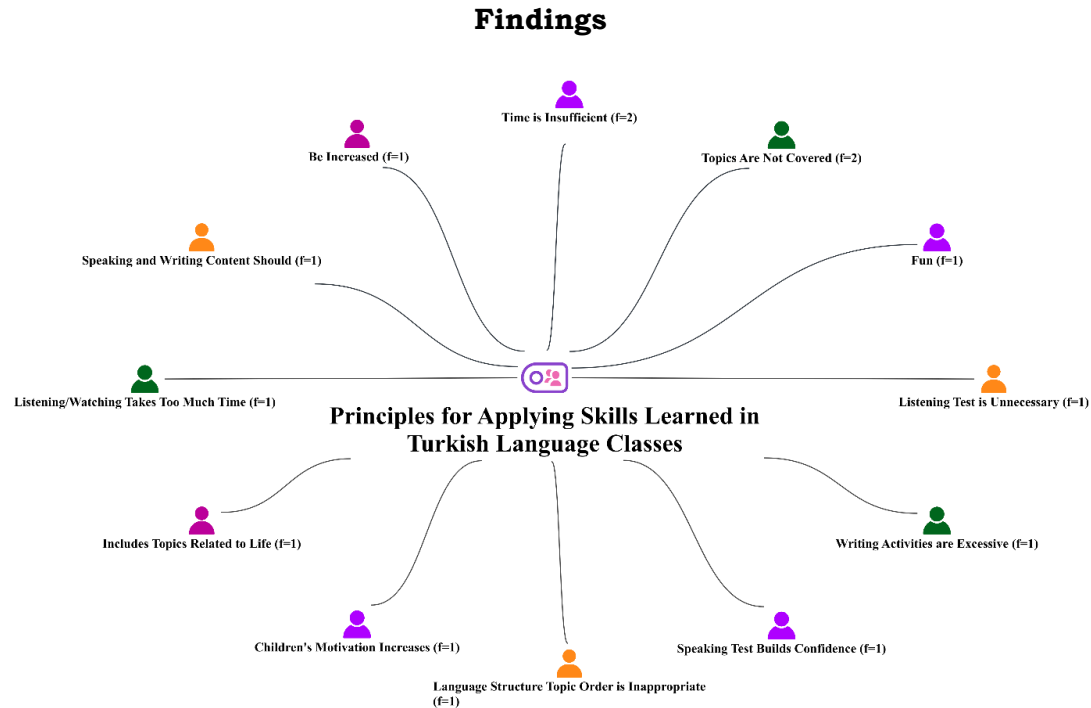 Findings
Time is Insufficient (f=2)
Be Increased (f=1)
Topics Are Not Covered (f=2)
Speaking and Writing Content Should (f=1)
Fun (f=1)
Listening/Watching Takes Too Much Time (f=1)
Listening Test is Unnecessary (f=1)
Principles for Applying Skills Learned in
Turkish Language Classes
Includes Topics Related to Life (f=1)
Writing Activities are Excessive (f=1)
Children's Motivation Increases (f=1)
Speaking Test Builds Confidence (f=1)
Language Structure Topic Order is Inappropriate
(f=1)